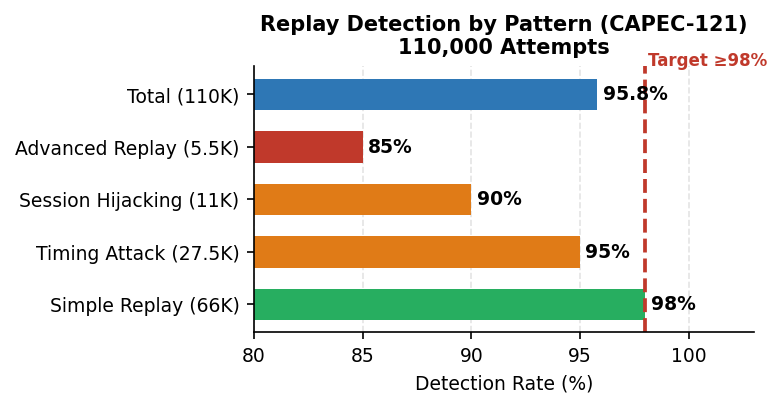 Replay Detection by Pattern (CAPEC-121)
110,000 Attempts
Target ≥98%
Total (110K)
95.8%
Advanced Replay (5.5K)
85%
Session Hijacking (11K)
90%
Timing Attack (27.5K)
95%
Simple Replay (66K)
98%
80 85 90 95 100
Detection Rate (%)